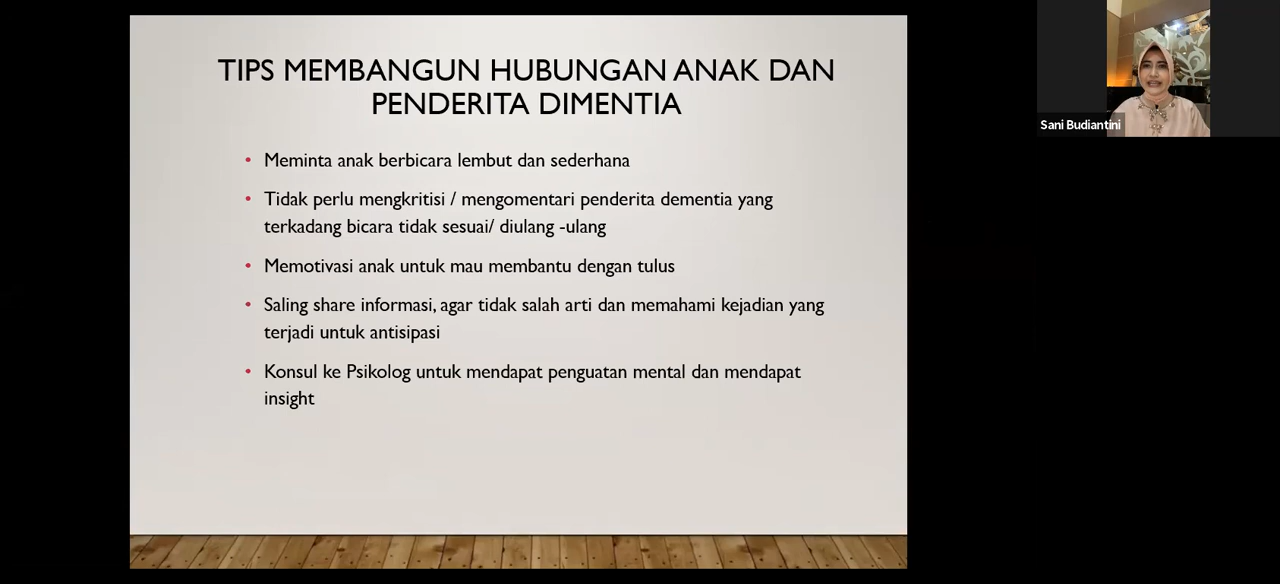 TIPS MEMBANGUN HUBUNGAN ANAK DAN
PENDERITA DIMENTIA
• Meminta anak berbicara lembut dan sederhana
• Tidak perlu mengkritisi / mengomentari penderita dementia yang
terkadang bicara tidak sesuai/ diulang -ulang
• Memotivasi anak untuk mau membantu dengan tulus
• Saling share informasi, agar tidak salah arti dan memahami kejadian yang
terjadi untuk antisipasi
• Konsul ke Psikolog untuk mendapat penguatan mental dan mendapat
insight
Sani Budiantini